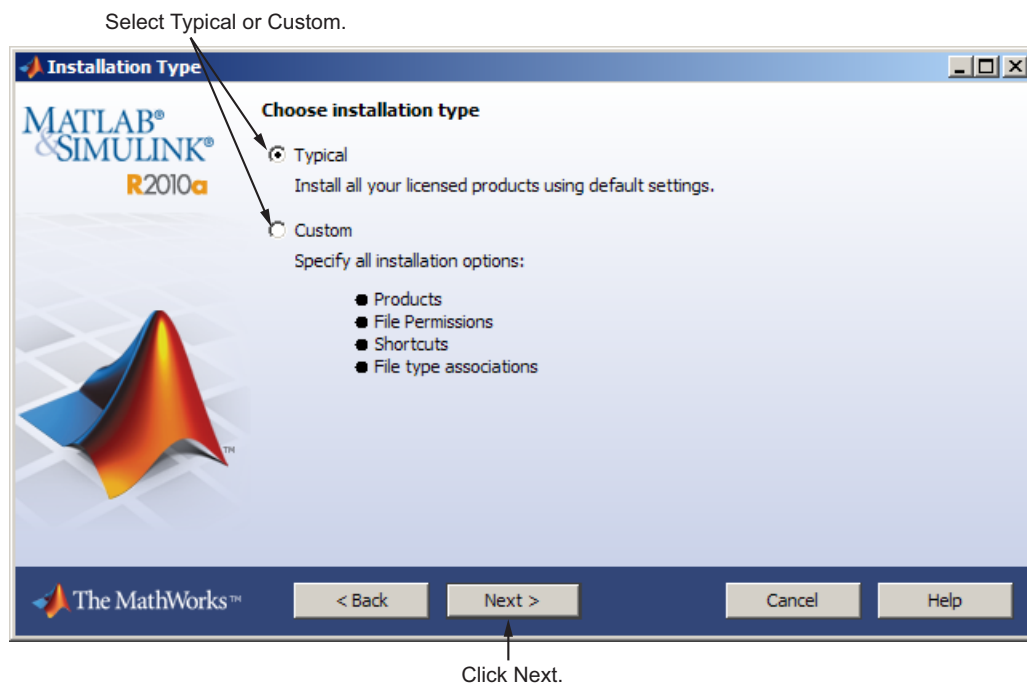 Select Typical or Custom.
Installation Type
MATLAB®
&SIMULINK®
R2010a
Choose installation type
Typical
Install all your licensed products using default settings.
Custom
Specify all installation options:
Products
File Permissions
Shortcuts
File type associations
TM
The MathWorks™
< Back
Next >
Cancel
Help
Click Next.